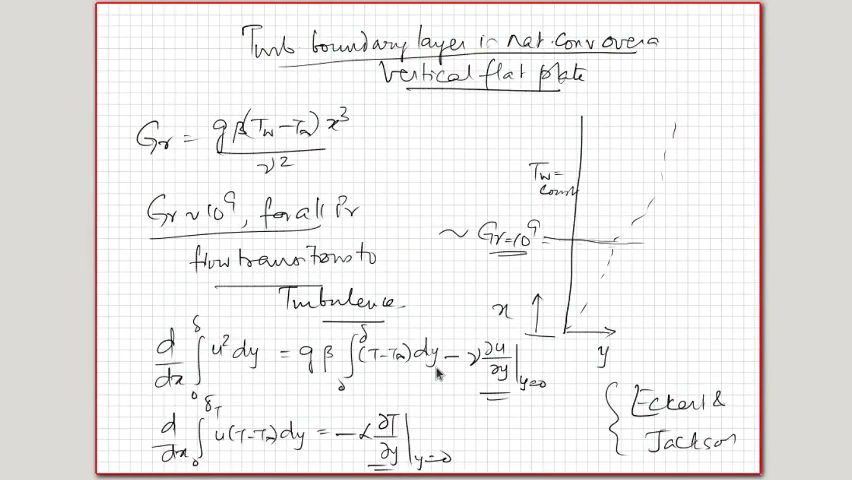 Turb boundary layer in nat. conv over a
vertical flat plate
Gr = gβ(Tw-T∞)x³ / ν²
Tw=
const
Gr ~ 10⁹, for all Pr
~ Gr=10⁹
flow transitions to
Turbulence
x
y
d/dx ∫₀^δ u² dy = gβ ∫₀^δ (T-T∞)dy - ν ∂u/∂y |y=0
d/dx ∫₀^δT u(T-T∞)dy = -α ∂T/∂y |y=0
{ Eckert &
Jackson